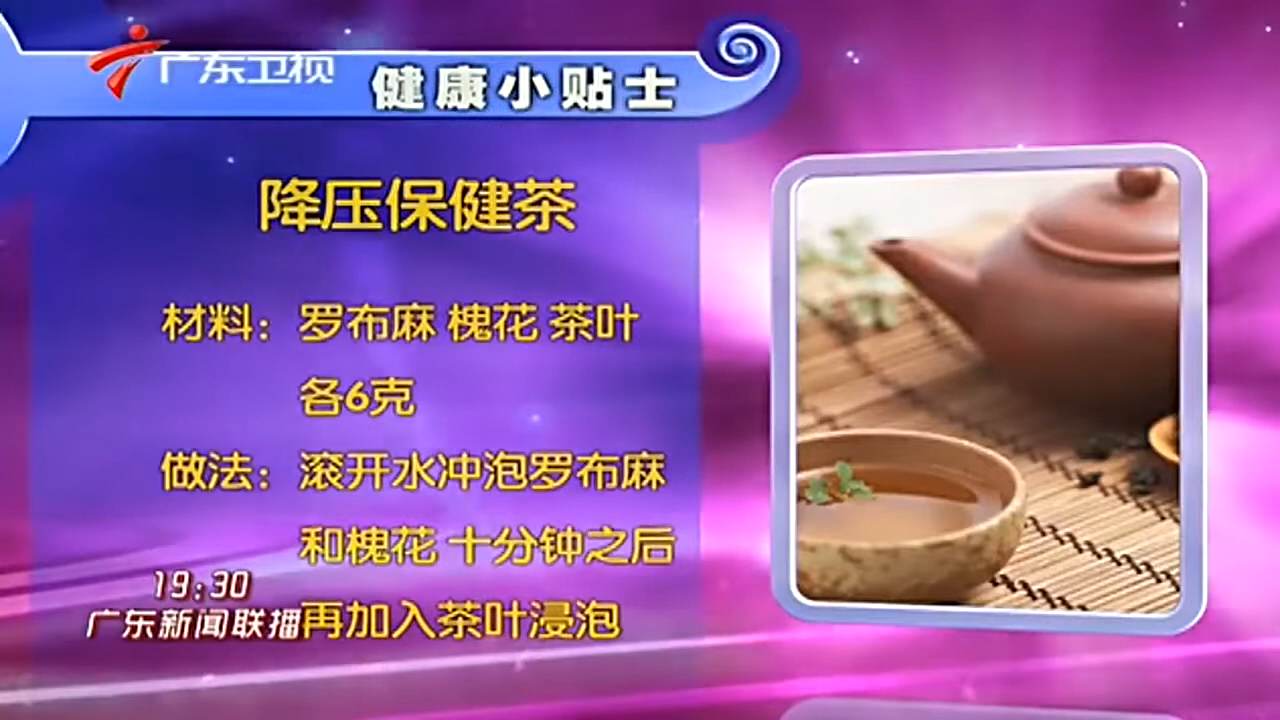 广东卫视
健康小贴士
降压保健茶
材料：罗布麻 槐花 茶叶
各6克
做法：滚开水冲泡罗布麻
和槐花 十分钟之后
再加入茶叶浸泡
19:30
广东新闻联播